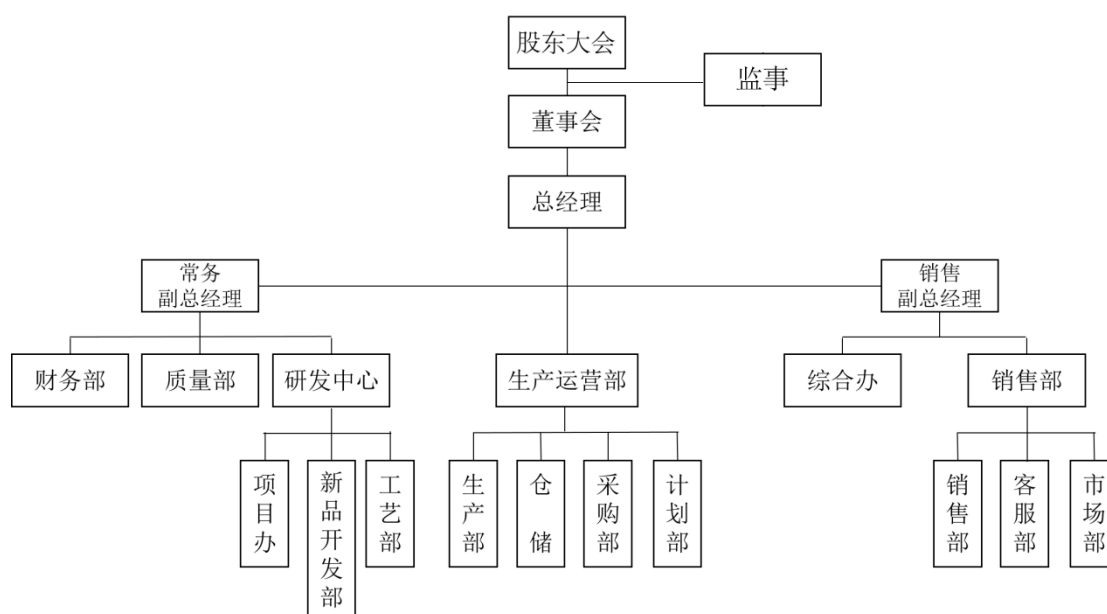 股东大会
监事
董事会
总经理
常务
副总经理
销售
副总经理
财务部
质量部
研发中心
生产运营部
综合办
销售部
项目办
新品开发部
工艺部
生产部
仓储
采购部
计划部
销售部
客服部
市场部